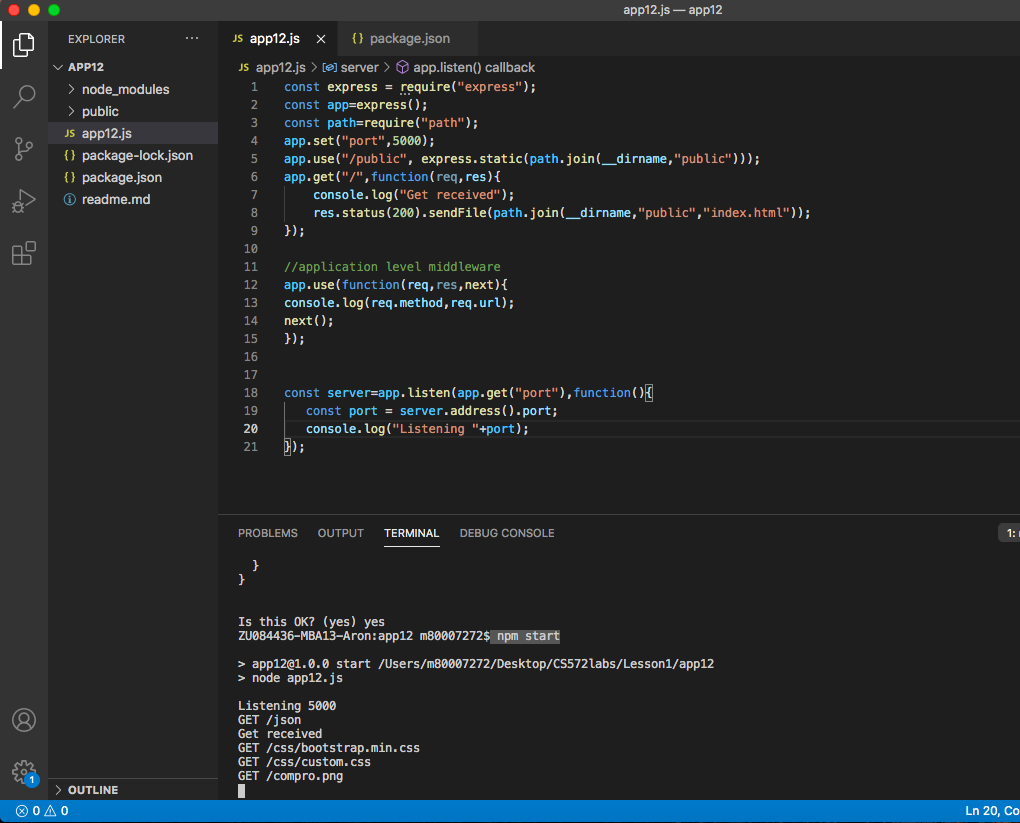 app12.js — app12
EXPLORER ...
JS app12.js ×
{} package.json
APP12
> node_modules
> public
JS app12.js
{} package-lock.json
{} package.json
readme.md
JS app12.js > server > app.listen() callback
1 const express = require("express");
2 const app=express();
3 const path=require("path");
4 app.set("port",5000);
5 app.use("/public", express.static(path.join(__dirname,"public")));
6 app.get("/",function(req,res){
7 console.log("Get received");
8 res.status(200).sendFile(path.join(__dirname,"public","index.html"));
9 });
10
11 //application level middleware
12 app.use(function(req,res,next){
13 console.log(req.method,req.url);
14 next();
15 });
16
17
18 const server=app.listen(app.get("port"),function(){
19 const port = server.address().port;
20 console.log("Listening "+port);
21 });
PROBLEMS OUTPUT TERMINAL DEBUG CONSOLE 1:
}
}
Is this OK? (yes) yes
ZU084436-MBA13-Aron:app12 m80007272$ npm start
> app12@1.0.0 start /Users/m80007272/Desktop/CS572labs/Lesson1/app12
> node app12.js
Listening 5000
GET /json
Get received
GET /css/bootstrap.min.css
GET /css/custom.css
GET /compro.png
1
> OUTLINE
0 0
Ln 20, Co